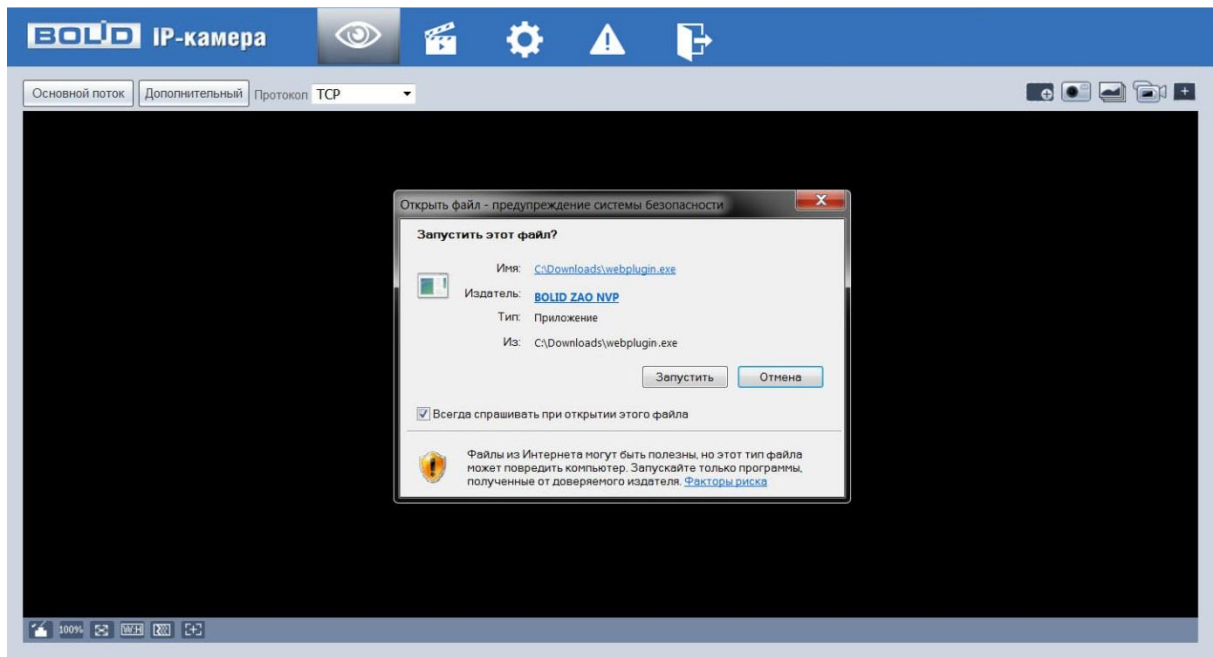 BOLID IP-камера
Основной поток Дополнительный Протокол TCP
Открыть файл - предупреждение системы безопасности
Запустить этот файл?
Имя: C:\Downloads\webplugin.exe
Издатель: BOLID ZAO NVP
Тип: Приложение
Из: C:\Downloads\webplugin.exe
Запустить Отмена
Всегда спрашивать при открытии этого файла
Файлы из Интернета могут быть полезны, но этот тип файла
может повредить компьютер. Запускайте только программы,
полученные от доверяемого издателя. Факторы риска
100% W:H